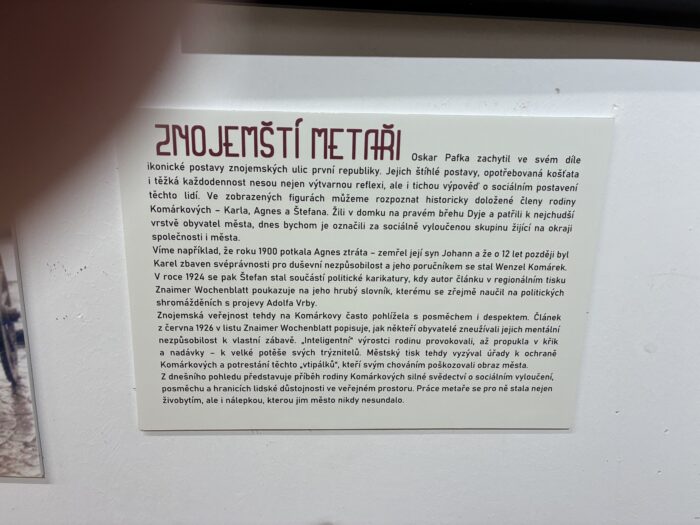 ZNOJEMŠTÍ METAŘI Oskar Pafka zachytil ve svém díle
ikonické postavy znojemských ulic první republiky. Jejich štíhlé postavy, opotřebovaná košťata
i těžká každodennost nesou nejen výtvarnou reflexi, ale i tichou výpověď o sociálním postavení
těchto lidí. Ve zobrazených figurách můžeme rozpoznat historicky doložené členy rodiny
Komárkových – Karla, Agnes a Štefana. Žili v domku na pravém břehu Dyje a patřili k nejchudší
vrstvě obyvatel města, dnes bychom je označili za sociálně vyloučenou skupinu žijící na okraji
společnosti i města.
Víme například, že roku 1900 potkala Agnes ztráta – zemřel její syn Johann a že o 12 let později byl
Karel zbaven svéprávnosti pro duševní nezpůsobilost a jeho poručníkem se stal Wenzel Komárek.
V roce 1924 se pak Štefan stal součástí politické karikatury, kdy autor článku v regionálním tisku
Znaimer Wochenblatt poukazuje na jeho hrubý slovník, kterému se zřejmě naučil na politických
shromážděních s projevy Adolfa Vrby.
Znojemská veřejnost tehdy na Komárkovy často pohlížela s posměchem i despektem. Článek
z června 1926 v listu Znaimer Wochenblatt popisuje, jak někteří obyvatelé zneužívali jejich mentální
nezpůsobilost k vlastní zábavě. „Inteligentní" výrostci rodinu provokovali, až propukla v křik
a nadávky – k velké potěše svých trýznitelů. Městský tisk tehdy vyzýval úřady k ochraně
Komárkových a potrestání těchto „vtipálků", kteří svým chováním poškozovali obraz města.
Z dnešního pohledu představuje příběh rodiny Komárkových silné svědectví o sociálním vyloučení,
posměchu a hranicích lidské důstojnosti ve veřejném prostoru. Práce metaře se pro ně stala nejen
živobytím, ale i nálepkou, kterou jim město nikdy nesundalo.